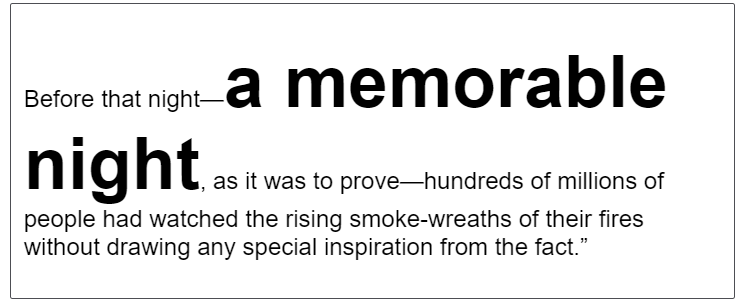 Before that night—a memorable
night, as it was to prove—hundreds of millions of
people had watched the rising smoke-wreaths of their fires
without drawing any special inspiration from the fact.”